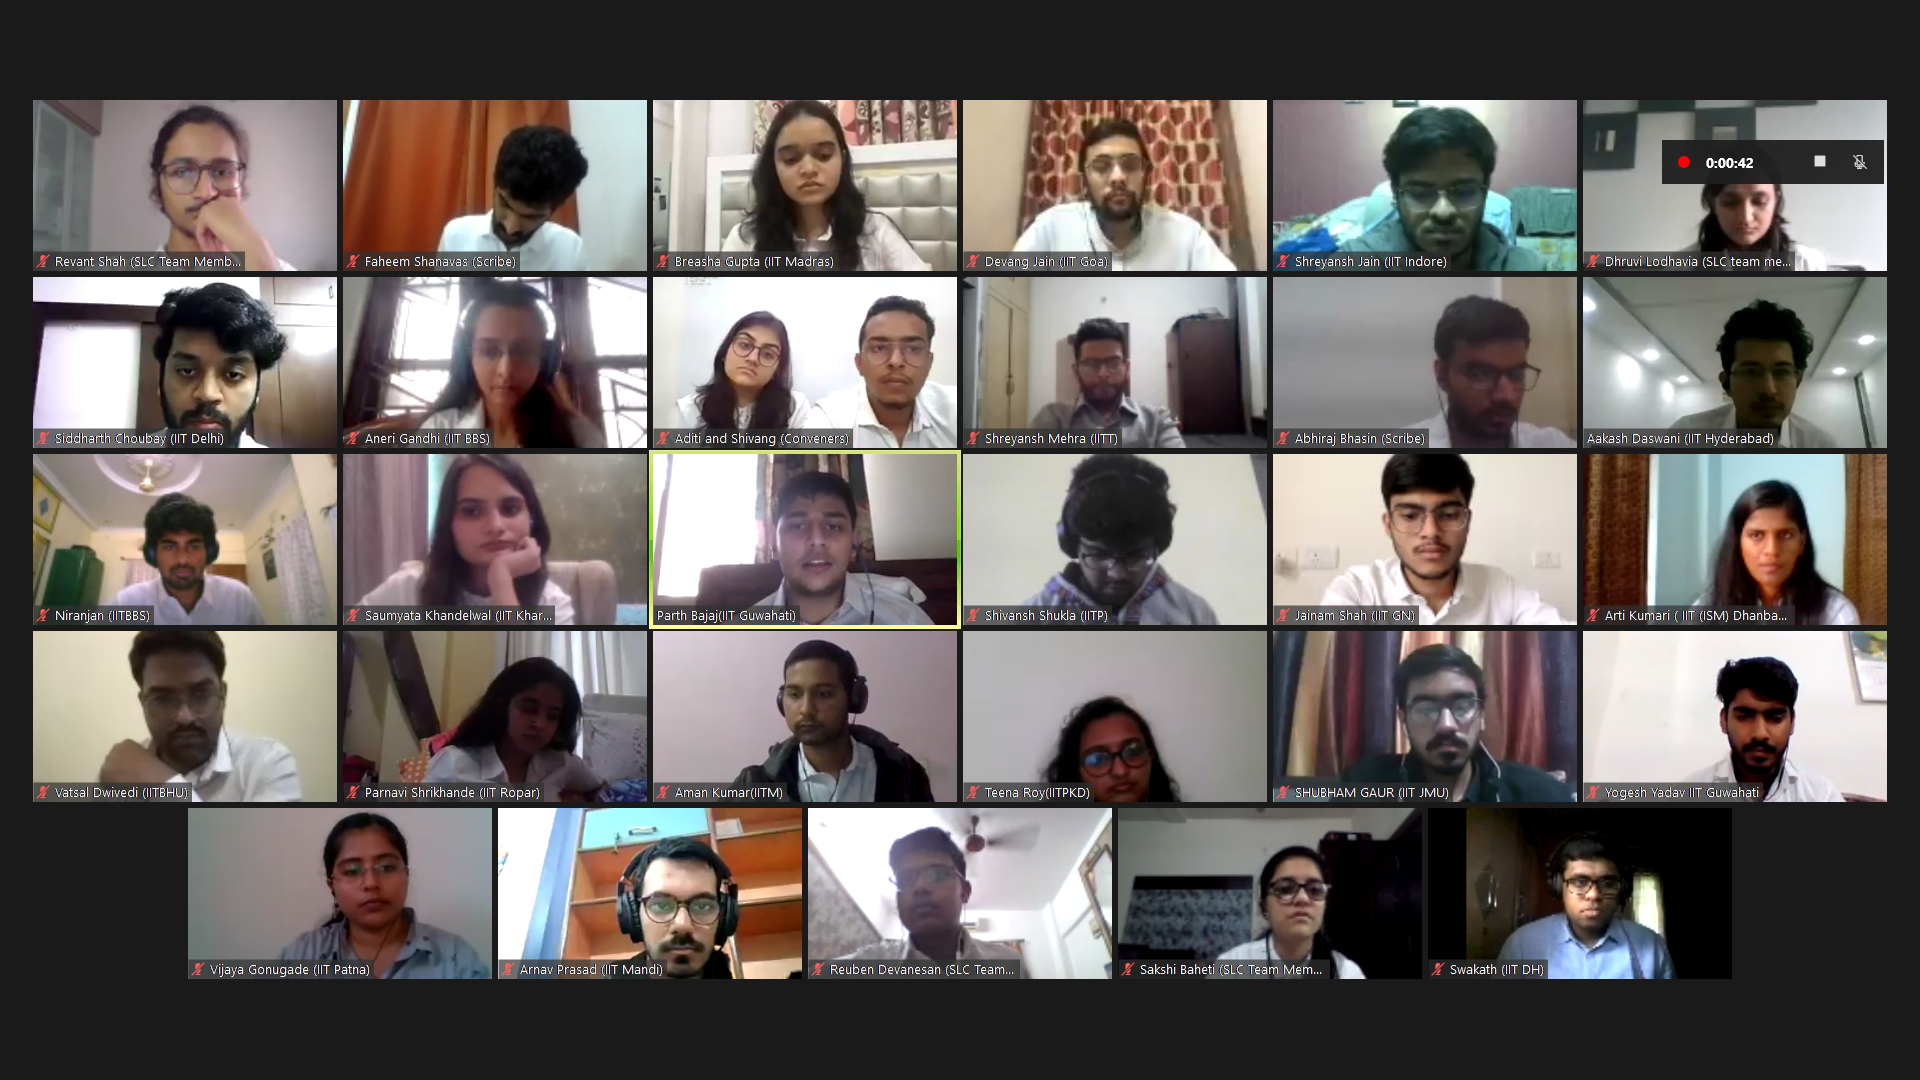 0:00:42
Revant Shah (SLC Team Memb...
Faheem Shanavas (Scribe)
Breasha Gupta (IIT Madras)
Devang Jain (IIT Goa)
Shreyansh Jain (IIT Indore)
Dhruvi Lodhavia (SLC team me...
Siddharth Choubay (IIT Delhi)
Aneri Gandhi (IIT BBS)
Aditi and Shivang (Conveners)
Shreyansh Mehra (IITT)
Abhiraj Bhasin (Scribe)
Aakash Daswani (IIT Hyderabad)
Niranjan (IITBBS)
Saumyata Khandelwal (IIT Khar...
Parth Bajaj(IIT Guwahati)
Shivansh Shukla (IITP)
Jainam Shah (IIT GN)
Arti Kumari ( IIT (ISM) Dhanba...
Vatsal Dwivedi (IITBHU)
Parnavi Shrikhande (IIT Ropar)
Aman Kumar(IITM)
Teena Roy(IITPKD)
SHUBHAM GAUR (IIT JMU)
Yogesh Yadav IIT Guwahati
Vijaya Gonugade (IIT Patna)
Arnav Prasad (IIT Mandi)
Reuben Devanesan (SLC Team...
Sakshi Baheti (SLC Team Mem...
Swakath (IIT DH)